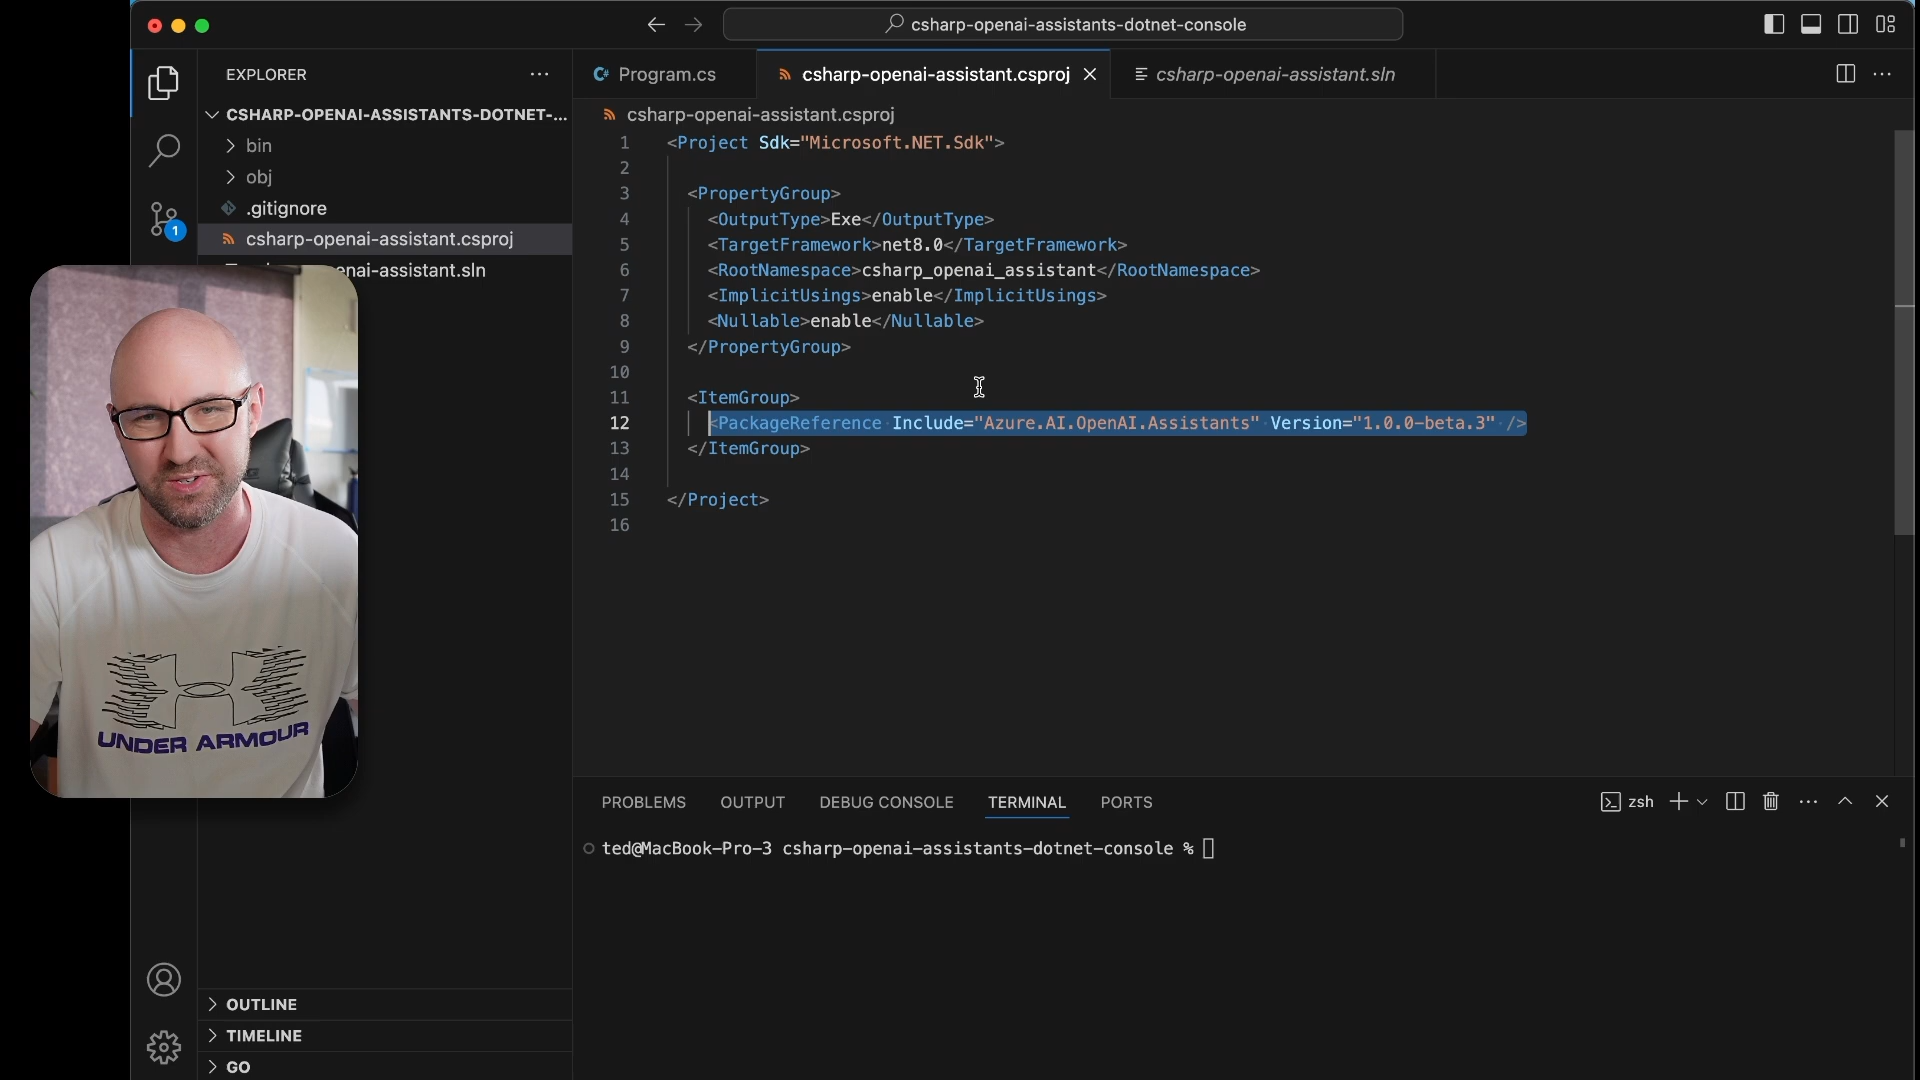 csharp-openai-assistants-dotnet-console
EXPLORER
CSHARP-OPENAI-ASSISTANTS-DOTNET-...
bin
obj
.gitignore
csharp-openai-assistant.csproj
enai-assistant.sln
1
Program.cs
csharp-openai-assistant.csproj
csharp-openai-assistant.sln
csharp-openai-assistant.csproj
1 <Project Sdk="Microsoft.NET.Sdk">
2
3 <PropertyGroup>
4 <OutputType>Exe</OutputType>
5 <TargetFramework>net8.0</TargetFramework>
6 <RootNamespace>csharp_openai_assistant</RootNamespace>
7 <ImplicitUsings>enable</ImplicitUsings>
8 <Nullable>enable</Nullable>
9 </PropertyGroup>
10
11 <ItemGroup>
12 <PackageReference Include="Azure.AI.OpenAI.Assistants" Version="1.0.0-beta.3" />
13 </ItemGroup>
14
15 </Project>
16
UNDER ARMOUR
PROBLEMS OUTPUT DEBUG CONSOLE TERMINAL PORTS
zsh
ted@MacBook-Pro-3 csharp-openai-assistants-dotnet-console %
OUTLINE
TIMELINE
GO